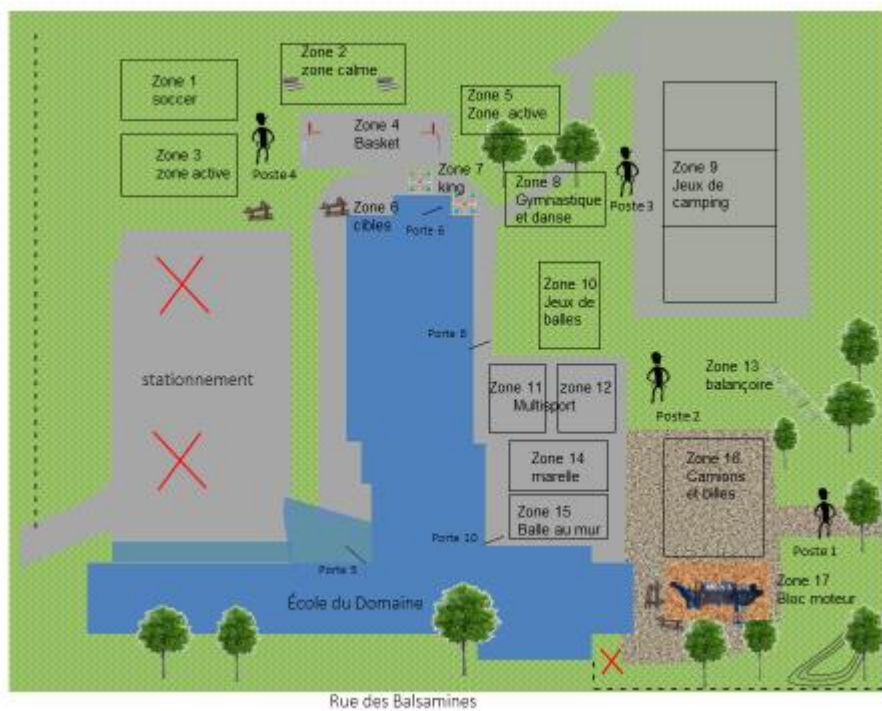 Zone 1
soccer
Zone 2
zone calme
Zone 3
zone active
Poste 4
Zone 4
Basket
Zone 5
Zone active
Zone 7
king
Zone 6
cibles
Porte 6
Zone 8
Gymnastique
et danse
Poste 3
Zone 9
Jeux de
camping
Zone 10
Jeux de
balles
Porte 8
stationnement
Zone 11
zone 12
Multisport
Poste 2
Zone 13
balançoire
Zone 14
marelle
Zone 15
Balle au mur
Zone 16
Camions
et billes
Porte 10
Poste 1
Porte 5
École du Domaine
Zone 17
Bloc moteur
Rue des Balsamines